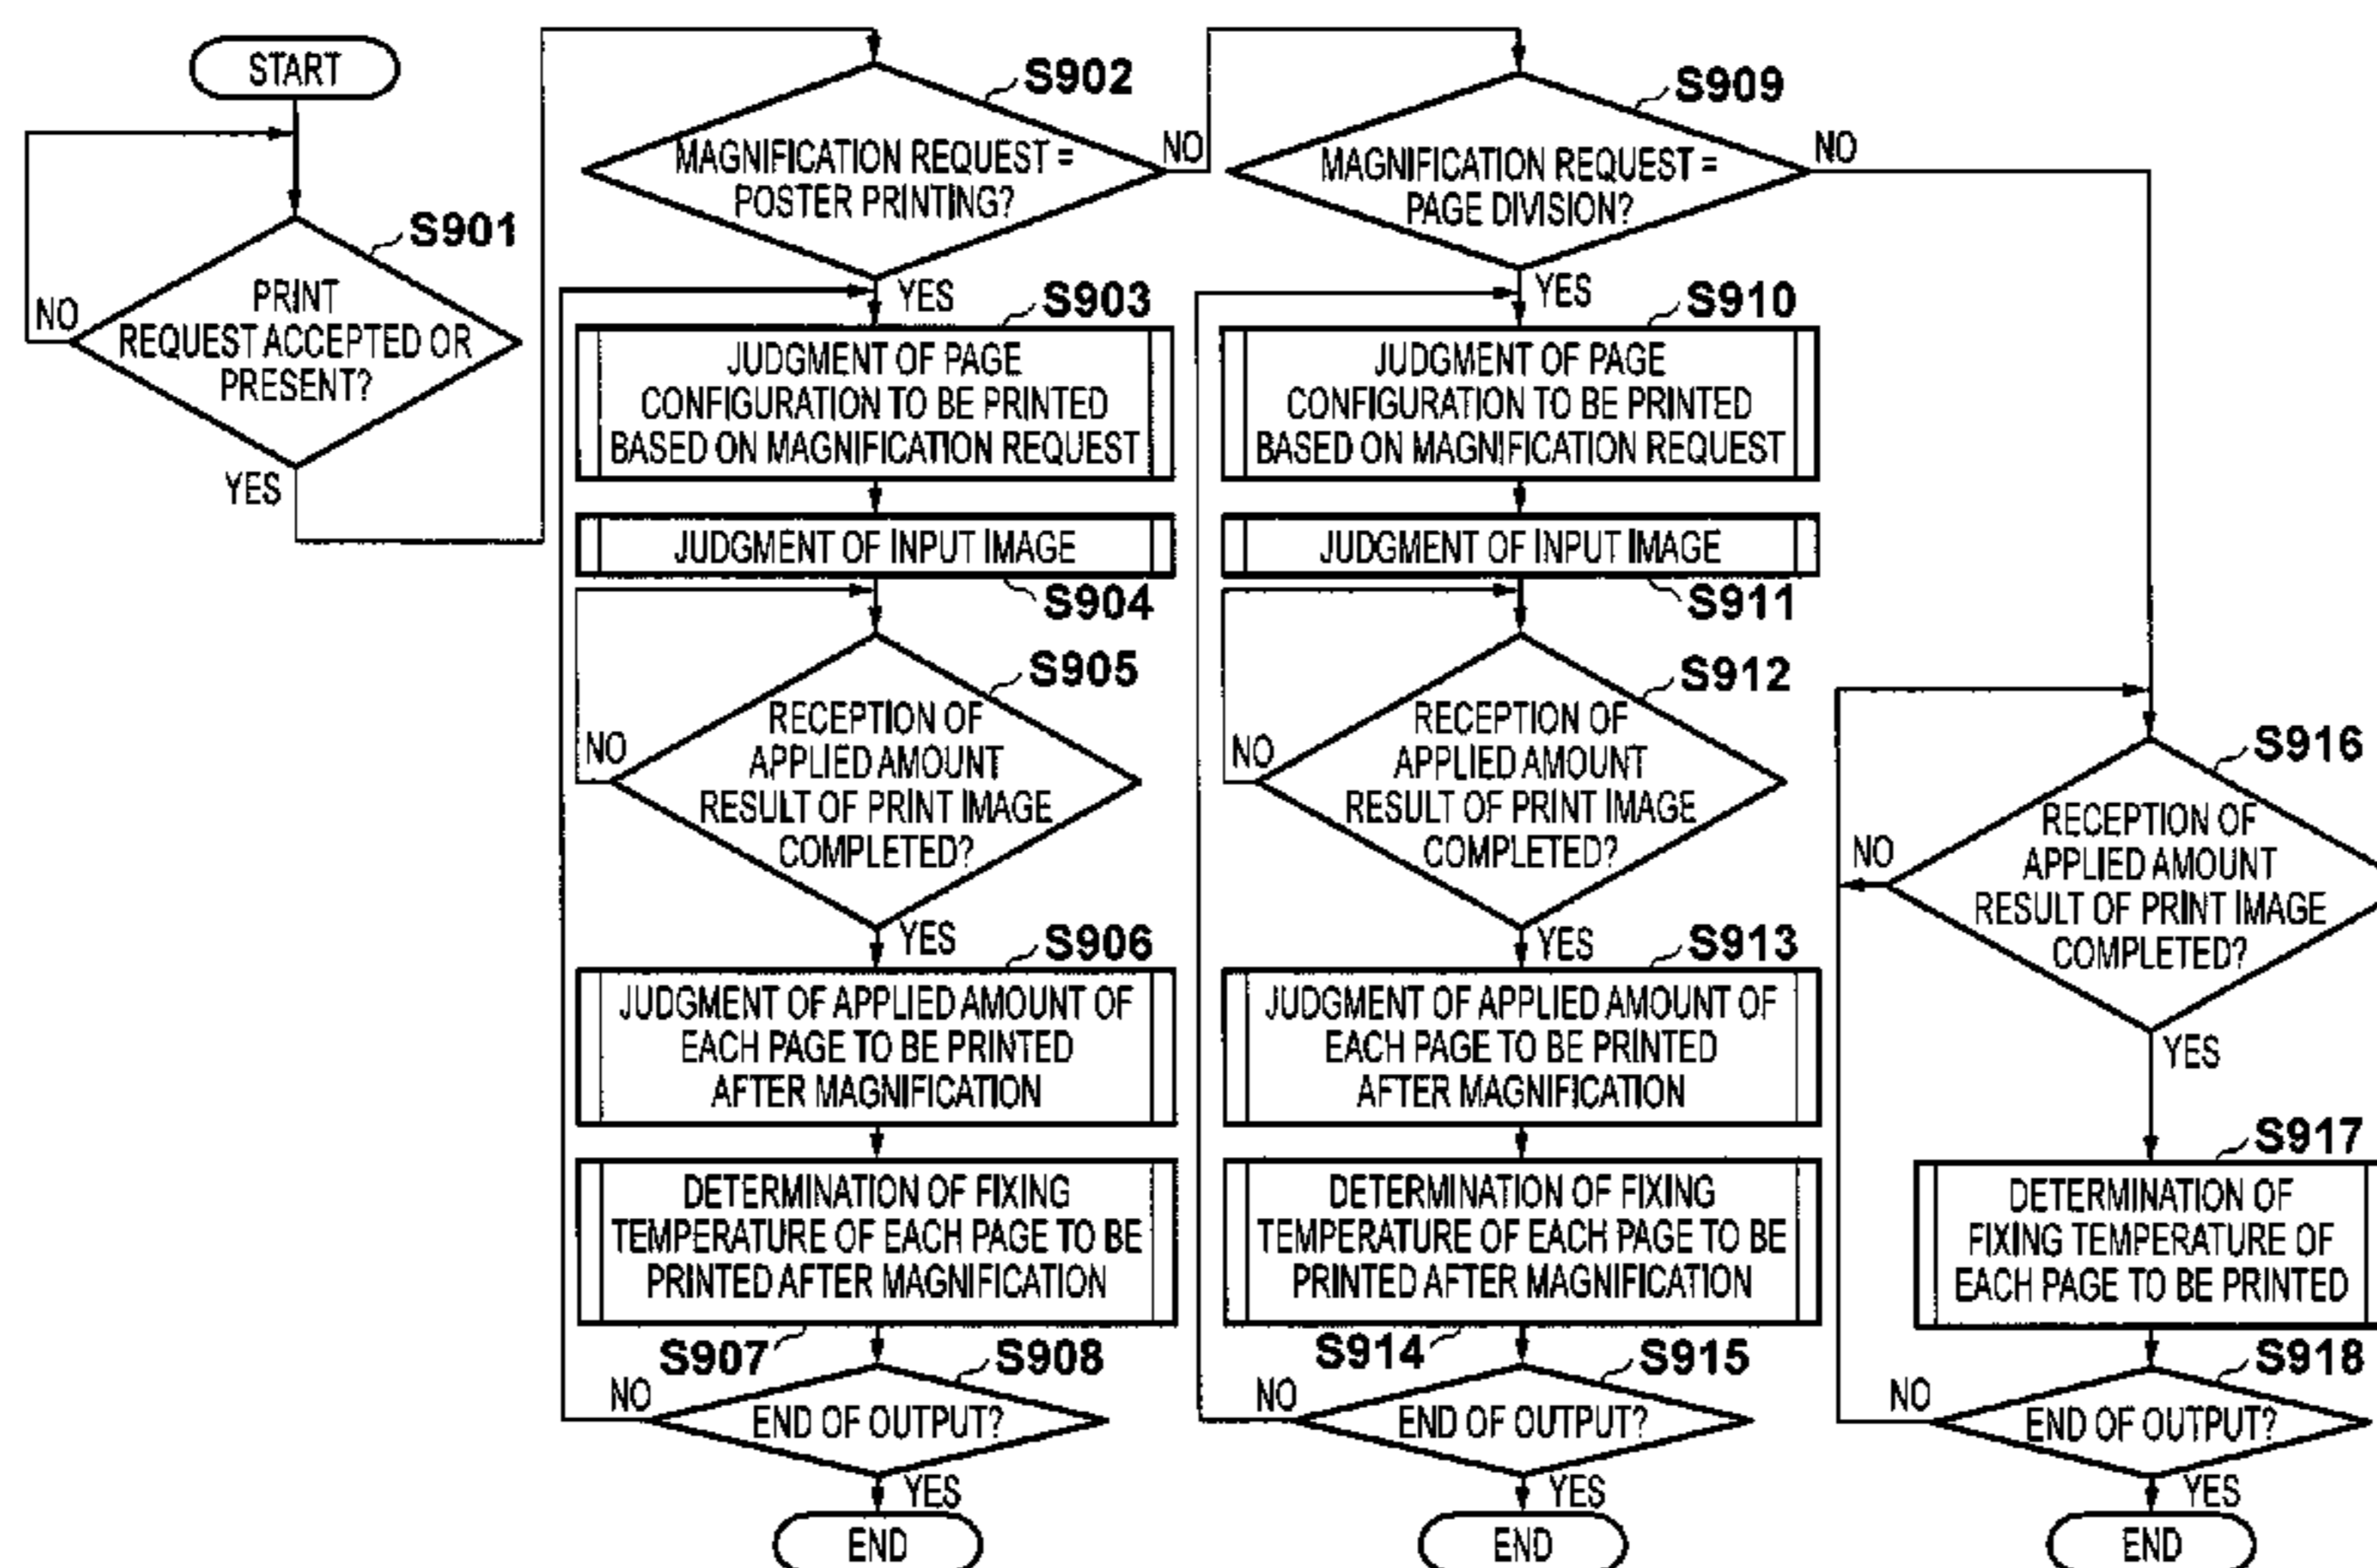 START
S901
PRINT
REQUEST ACCEPTED OR
PRESENT?
NO
YES
S902
MAGNIFICATION REQUEST =
POSTER PRINTING?
NO
YES
S903
JUDGMENT OF PAGE
CONFIGURATION TO BE PRINTED
BASED ON MAGNIFICATION REQUEST
JUDGMENT OF INPUT IMAGE
S904
S905
RECEPTION OF
APPLIED AMOUNT
RESULT OF PRINT IMAGE
COMPLETED?
NO
YES
S906
JUDGMENT OF APPLIED AMOUNT OF
EACH PAGE TO BE PRINTED
AFTER MAGNIFICATION
DETERMINATION OF FIXING
TEMPERATURE OF EACH PAGE TO BE
PRINTED AFTER MAGNIFICATION
S907
S908
NO
END OF OUTPUT?
YES
END
S909
MAGNIFICATION REQUEST =
PAGE DIVISION?
NO
YES
S910
JUDGMENT OF PAGE
CONFIGURATION TO BE PRINTED
BASED ON MAGNIFICATION REQUEST
JUDGMENT OF INPUT IMAGE
S911
S912
RECEPTION OF
APPLIED AMOUNT
RESULT OF PRINT IMAGE
COMPLETED?
NO
YES
S913
JUDGMENT OF APPLIED AMOUNT OF
EACH PAGE TO BE PRINTED
AFTER MAGNIFICATION
DETERMINATION OF FIXING
TEMPERATURE OF EACH PAGE TO BE
PRINTED AFTER MAGNIFICATION
S914
S915
NO
END OF OUTPUT?
YES
END
S916
RECEPTION OF
APPLIED AMOUNT
RESULT OF PRINT IMAGE
COMPLETED?
NO
YES
S917
DETERMINATION OF
FIXING TEMPERATURE OF
EACH PAGE TO BE PRINTED
S918
NO
END OF OUTPUT?
YES
END